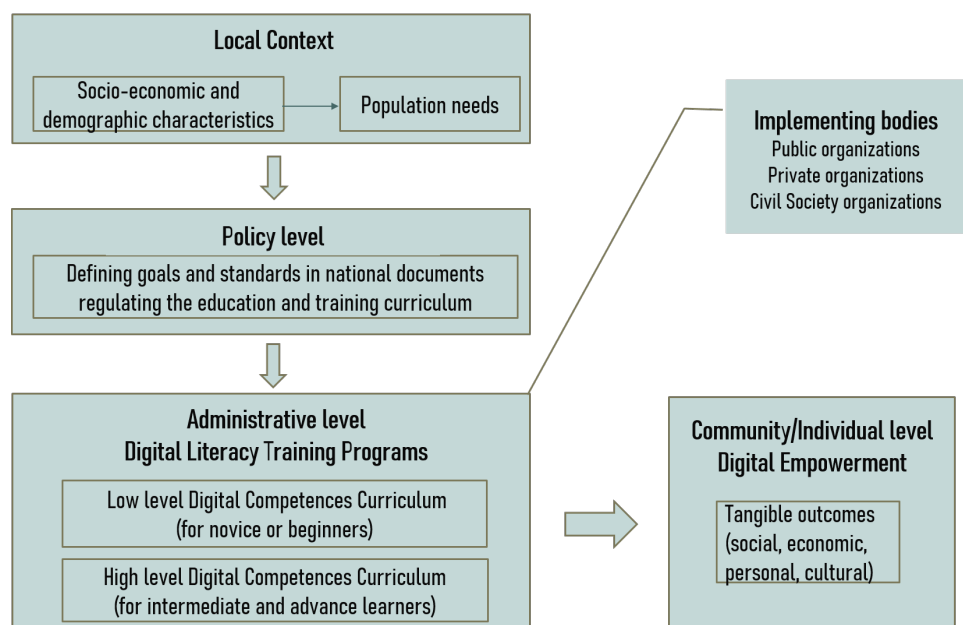 Local Context
Socio-economic and
demographic characteristics
Population needs
Implementing bodies
Public organizations
Private organizations
Civil Society organizations
Policy level
Defining goals and standards in national documents
regulating the education and training curriculum
Administrative level
Digital Literacy Training Programs
Low level Digital Competences Curriculum
(for novice or beginners)
High level Digital Competences Curriculum
(for intermediate and advance learners)
Community/Individual level
Digital Empowerment
Tangible outcomes
(social, economic,
personal, cultural)